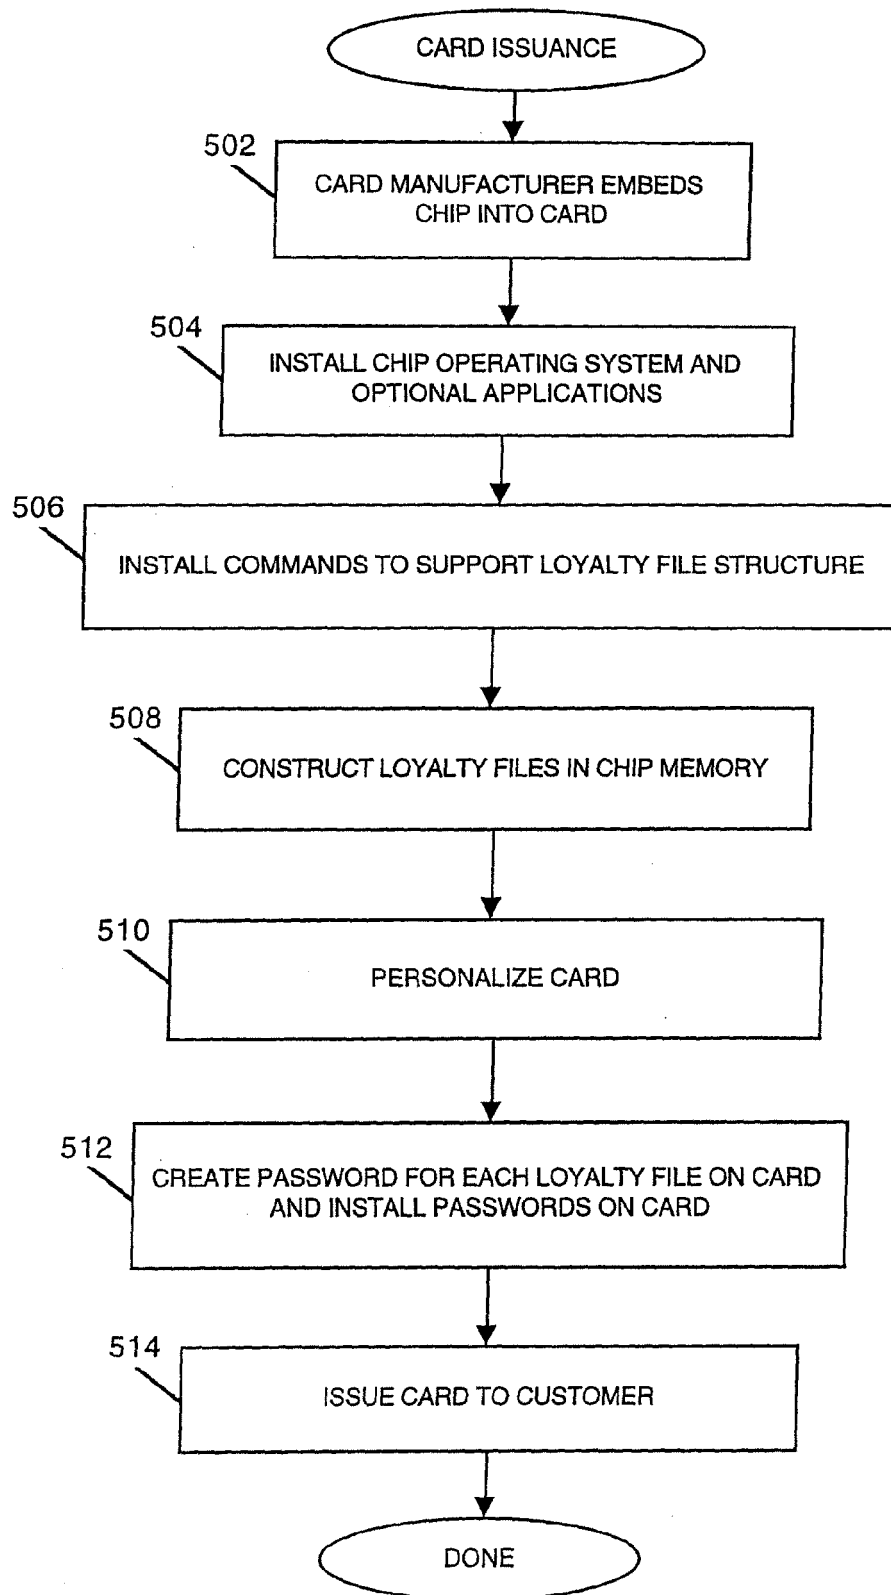 CARD ISSUANCE
502
CARD MANUFACTURER EMBEDS
CHIP INTO CARD
504
INSTALL CHIP OPERATING SYSTEM AND
OPTIONAL APPLICATIONS
506
INSTALL COMMANDS TO SUPPORT LOYALTY FILE STRUCTURE
508
CONSTRUCT LOYALTY FILES IN CHIP MEMORY
510
PERSONALIZE CARD
512
CREATE PASSWORD FOR EACH LOYALTY FILE ON CARD
AND INSTALL PASSWORDS ON CARD
514
ISSUE CARD TO CUSTOMER
DONE